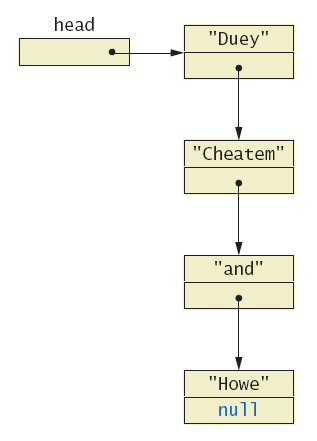 head
"Duey"
"Cheatem"
"and"
"Howe"
null